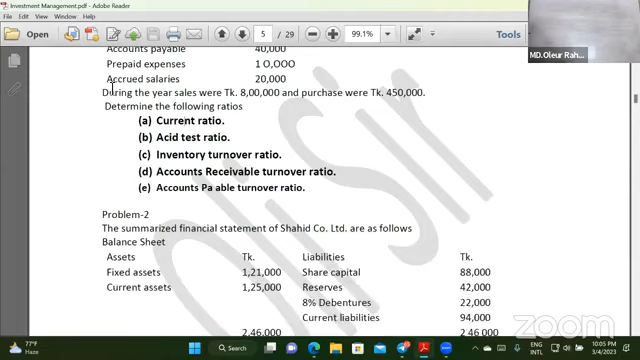 Investment Management.pdf - Adobe Reader
File Edit View Window Help
Open
5 / 29
99.1%
Tools
MD.Oleur Rah...
Accounts payable 40,000
Prepaid expenses 1 O,OOO
Accrued salaries 20,000
During the year sales were Tk. 8,00,000 and purchase were Tk. 450,000.
Determine the following ratios
(a) Current ratio.
(b) Acid test ratio.
(c) Inventory turnover ratio.
(d) Accounts Receivable turnover ratio.
(e) Accounts Pa able turnover ratio.
Problem-2
The summarized financial statement of Shahid Co. Ltd. are as follows
Balance Sheet
Assets Tk. Liabilities Tk.
Fixed assets 1,21,000 Share capital 88,000
Current assets 1,25,000 Reserves 42,000
8% Debentures 22,000
Current liabilities 94,000
2,46,000 2 46 000
Oli Sir
zoom
77°F
Haze
Search
ENG
INTL
10:05 PM
3/4/2023